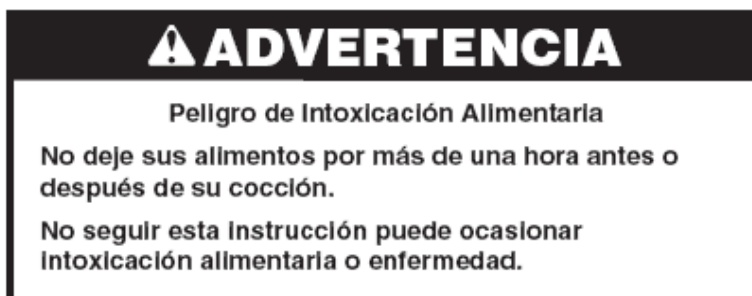 ADVERTENCIA
Peligro de Intoxicación Alimentaria
No deje sus alimentos por más de una hora antes o
después de su cocción.
No seguir esta instrucción puede ocasionar
intoxicación alimentaria o enfermedad.